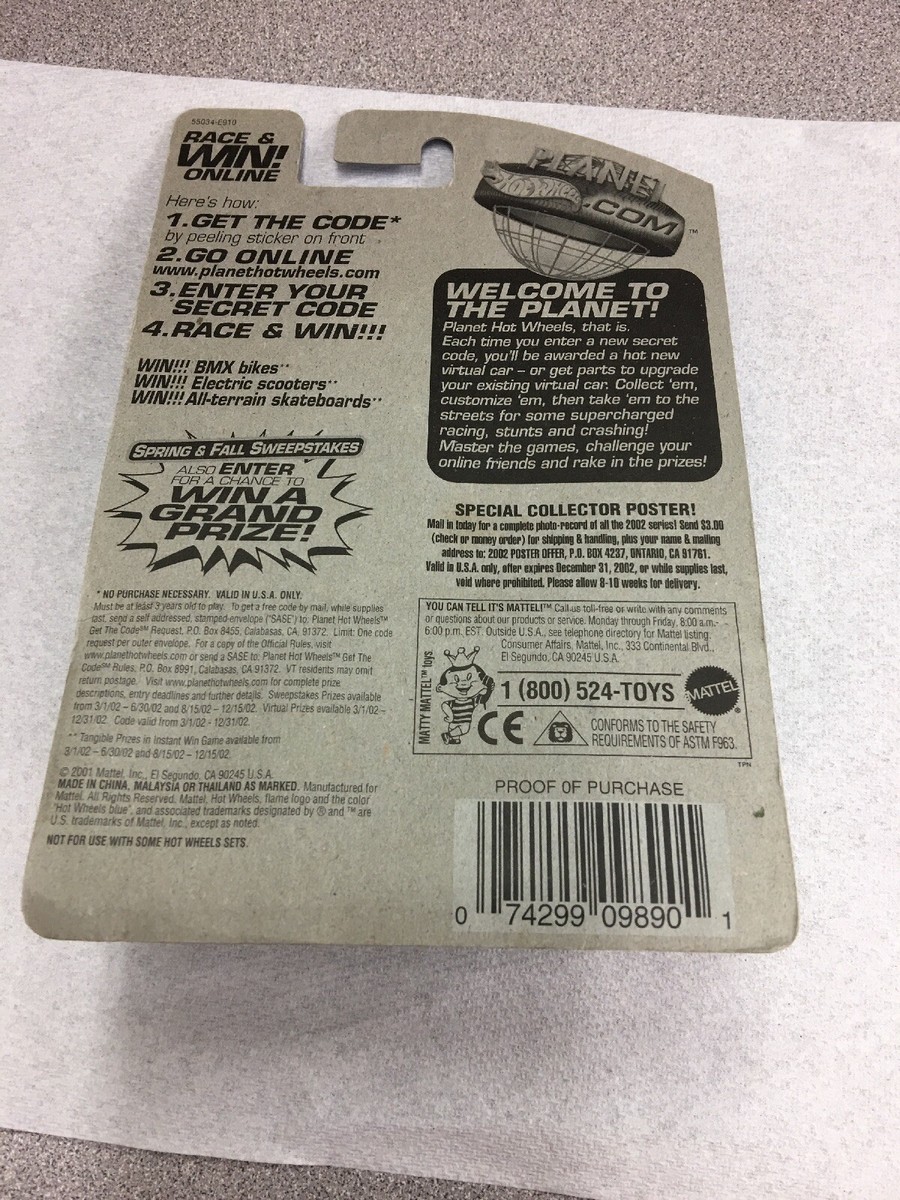 55034-E910
RACE &
WIN!
ONLINE
Here's how:
1.GET THE CODE*
by peeling sticker on front
2.GO ONLINE
www.planethotwheels.com
3.ENTER YOUR
SECRET CODE
4.RACE & WIN!!!
WIN!!! BMX bikes**
WIN!!! Electric scooters**
WIN!!! All-terrain skateboards**
SPRING & FALL SWEEPSTAKES
ALSO ENTER
FOR A CHANCE TO
WIN A
GRAND
PRIZE!
* NO PURCHASE NECESSARY. VALID IN U.S.A. ONLY.
Must be at least 3 years old to play. To get a free code by mail, while supplies
last, send a self addressed, stamped-envelope ("SASE") to: Planet Hot Wheels™
Get The Code℠ Request, P.O. Box 8455, Calabasas, CA, 91372. Limit: One code
request per outer envelope. For a copy of the Official Rules, visit
www.planethotwheels.com or send a SASE to: Planet Hot Wheels™ Get The
Code℠ Rules, P.O. Box 8991, Calabasas, CA 91372. VT residents may omit
return postage. Visit www.planethotwheels.com for complete prize
descriptions, entry deadlines and further details. Sweepstakes Prizes available
from 3/1/02 – 6/30/02 and 8/15/02 – 12/15/02. Virtual Prizes available 3/1/02 –
12/31/02. Code valid from 3/1/02 - 12/31/02.
** Tangible Prizes in Instant Win Game available from
3/1/02 – 6/30/02 and 8/15/02 – 12/15/02.
© 2001 Mattel, Inc., El Segundo, CA 90245 U.S.A.
MADE IN CHINA, MALAYSIA OR THAILAND AS MARKED. Manufactured for
Mattel. All Rights Reserved. Mattel, Hot Wheels, flame logo and the color
"Hot Wheels blue", and associated trademarks designated by ® and ™ are
U.S. trademarks of Mattel, Inc., except as noted.
NOT FOR USE WITH SOME HOT WHEELS SETS.
PLANET
Hot Wheels
.COM
™
WELCOME TO
THE PLANET!
Planet Hot Wheels, that is.
Each time you enter a new secret
code, you'll be awarded a hot new
virtual car – or get parts to upgrade
your existing virtual car. Collect 'em,
customize 'em, then take 'em to the
streets for some supercharged
racing, stunts and crashing!
Master the games, challenge your
online friends and rake in the prizes!
SPECIAL COLLECTOR POSTER!
Mail in today for a complete photo-record of all the 2002 series! Send $3.00
(check or money order) for shipping & handling, plus your name & mailing
address to: 2002 POSTER OFFER, P.O. BOX 4237, ONTARIO, CA 91761.
Valid in U.S.A. only, offer expires December 31, 2002, or while supplies last,
void where prohibited. Please allow 8-10 weeks for delivery.
YOU CAN TELL IT'S MATTEL!™ Call us toll-free or write with any comments
or questions about our products or service. Monday through Friday, 8:00 a.m.-
6:00 p.m. EST. Outside U.S.A., see telephone directory for Mattel listing.
Consumer Affairs, Mattel, Inc., 333 Continental Blvd.,
El Segundo, CA 90245 U.S.A.
MATTY MATTEL™ toys
1 (800) 524-TOYS
MATTEL®
CE
CONFORMS TO THE SAFETY
REQUIREMENTS OF ASTM F963.
TPN
PROOF OF PURCHASE
0 74299 09890 1